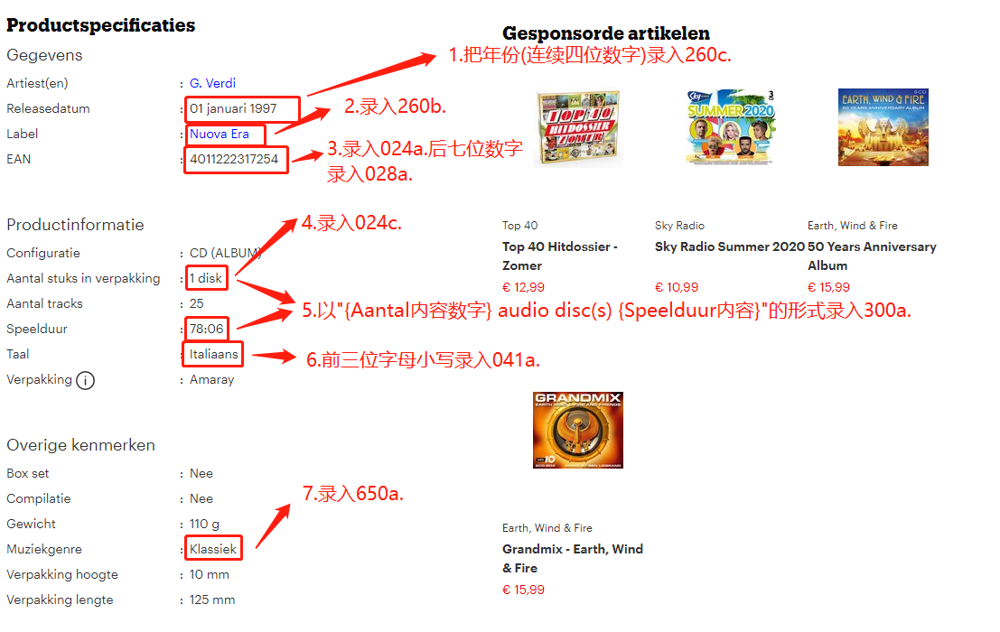 Productspecificaties
Gegevens
Artiest(en) : G. Verdi
Releasedatum : 01 januari 1997
Label : Nuova Era
EAN : 4011222317254
1.把年份(连续四位数字)录入260c.
2.录入260b.
3.录入024a.后七位数字
录入028a.
Productinformatie
Configuratie : CD (ALBUM)
Aantal stuks in verpakking : 1 disk
Aantal tracks : 25
Speelduur : 78:06
Taal : Italiaans
Verpakking i : Amaray
4.录入024c.
5.以"{Aantal内容数字} audio disc(s) {Speelduur内容}"的形式录入300a.
6.前三位字母小写录入041a.
Overige kenmerken
Box set : Nee
Compilatie : Nee
Gewicht : 110 g
Muziekgenre : Klassiek
Verpakking hoogte : 10 mm
Verpakking lengte : 125 mm
7.录入650a.
Gesponsorde artikelen
TOP 40
HITDOSSIER
ZOMER
Top 40
Top 40 Hitdossier -
Zomer
€ 12,99
Sky
3
CD
SUMMER 2020
Sky Radio
Sky Radio Summer 2020
€ 10,99
EARTH, WIND & FIRE
50 YEARS ANNIVERSARY ALBUM
Earth, Wind & Fire
50 Years Anniversary
Album
€ 15,99
GRANDMIX
EARTH WIND & FIRE AND FRIENDS
Earth, Wind & Fire
Grandmix - Earth, Wind
& Fire
€ 15,99